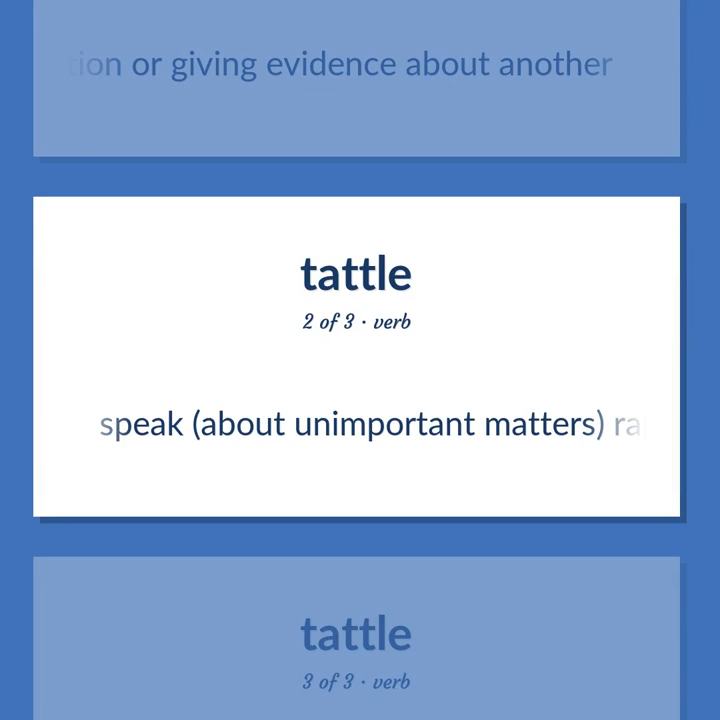 or giving evidence about another
tattle
2 of 3 · verb
speak (about unimportant matters)
tattle
3 of 3 · verb